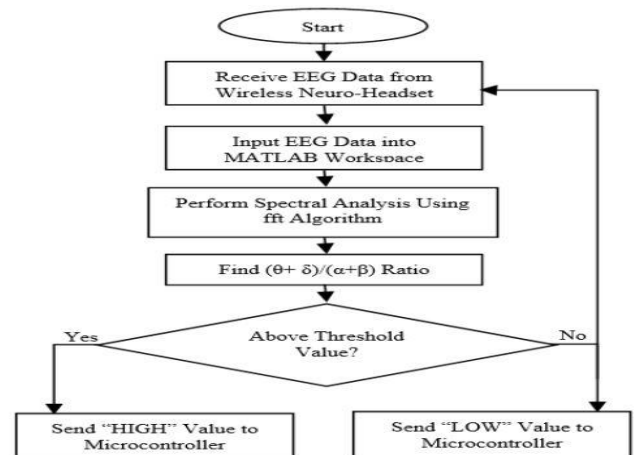 Start
Receive EEG Data from
Wireless Neuro-Headset
Input EEG Data into
MATLAB Workspace
Perform Spectral Analysis Using
fft Algorithm
Find (θ+ δ)/(α+β) Ratio
Yes
Above Threshold
Value?
No
Send “HIGH” Value to
Microcontroller
Send “LOW” Value to
Microcontroller